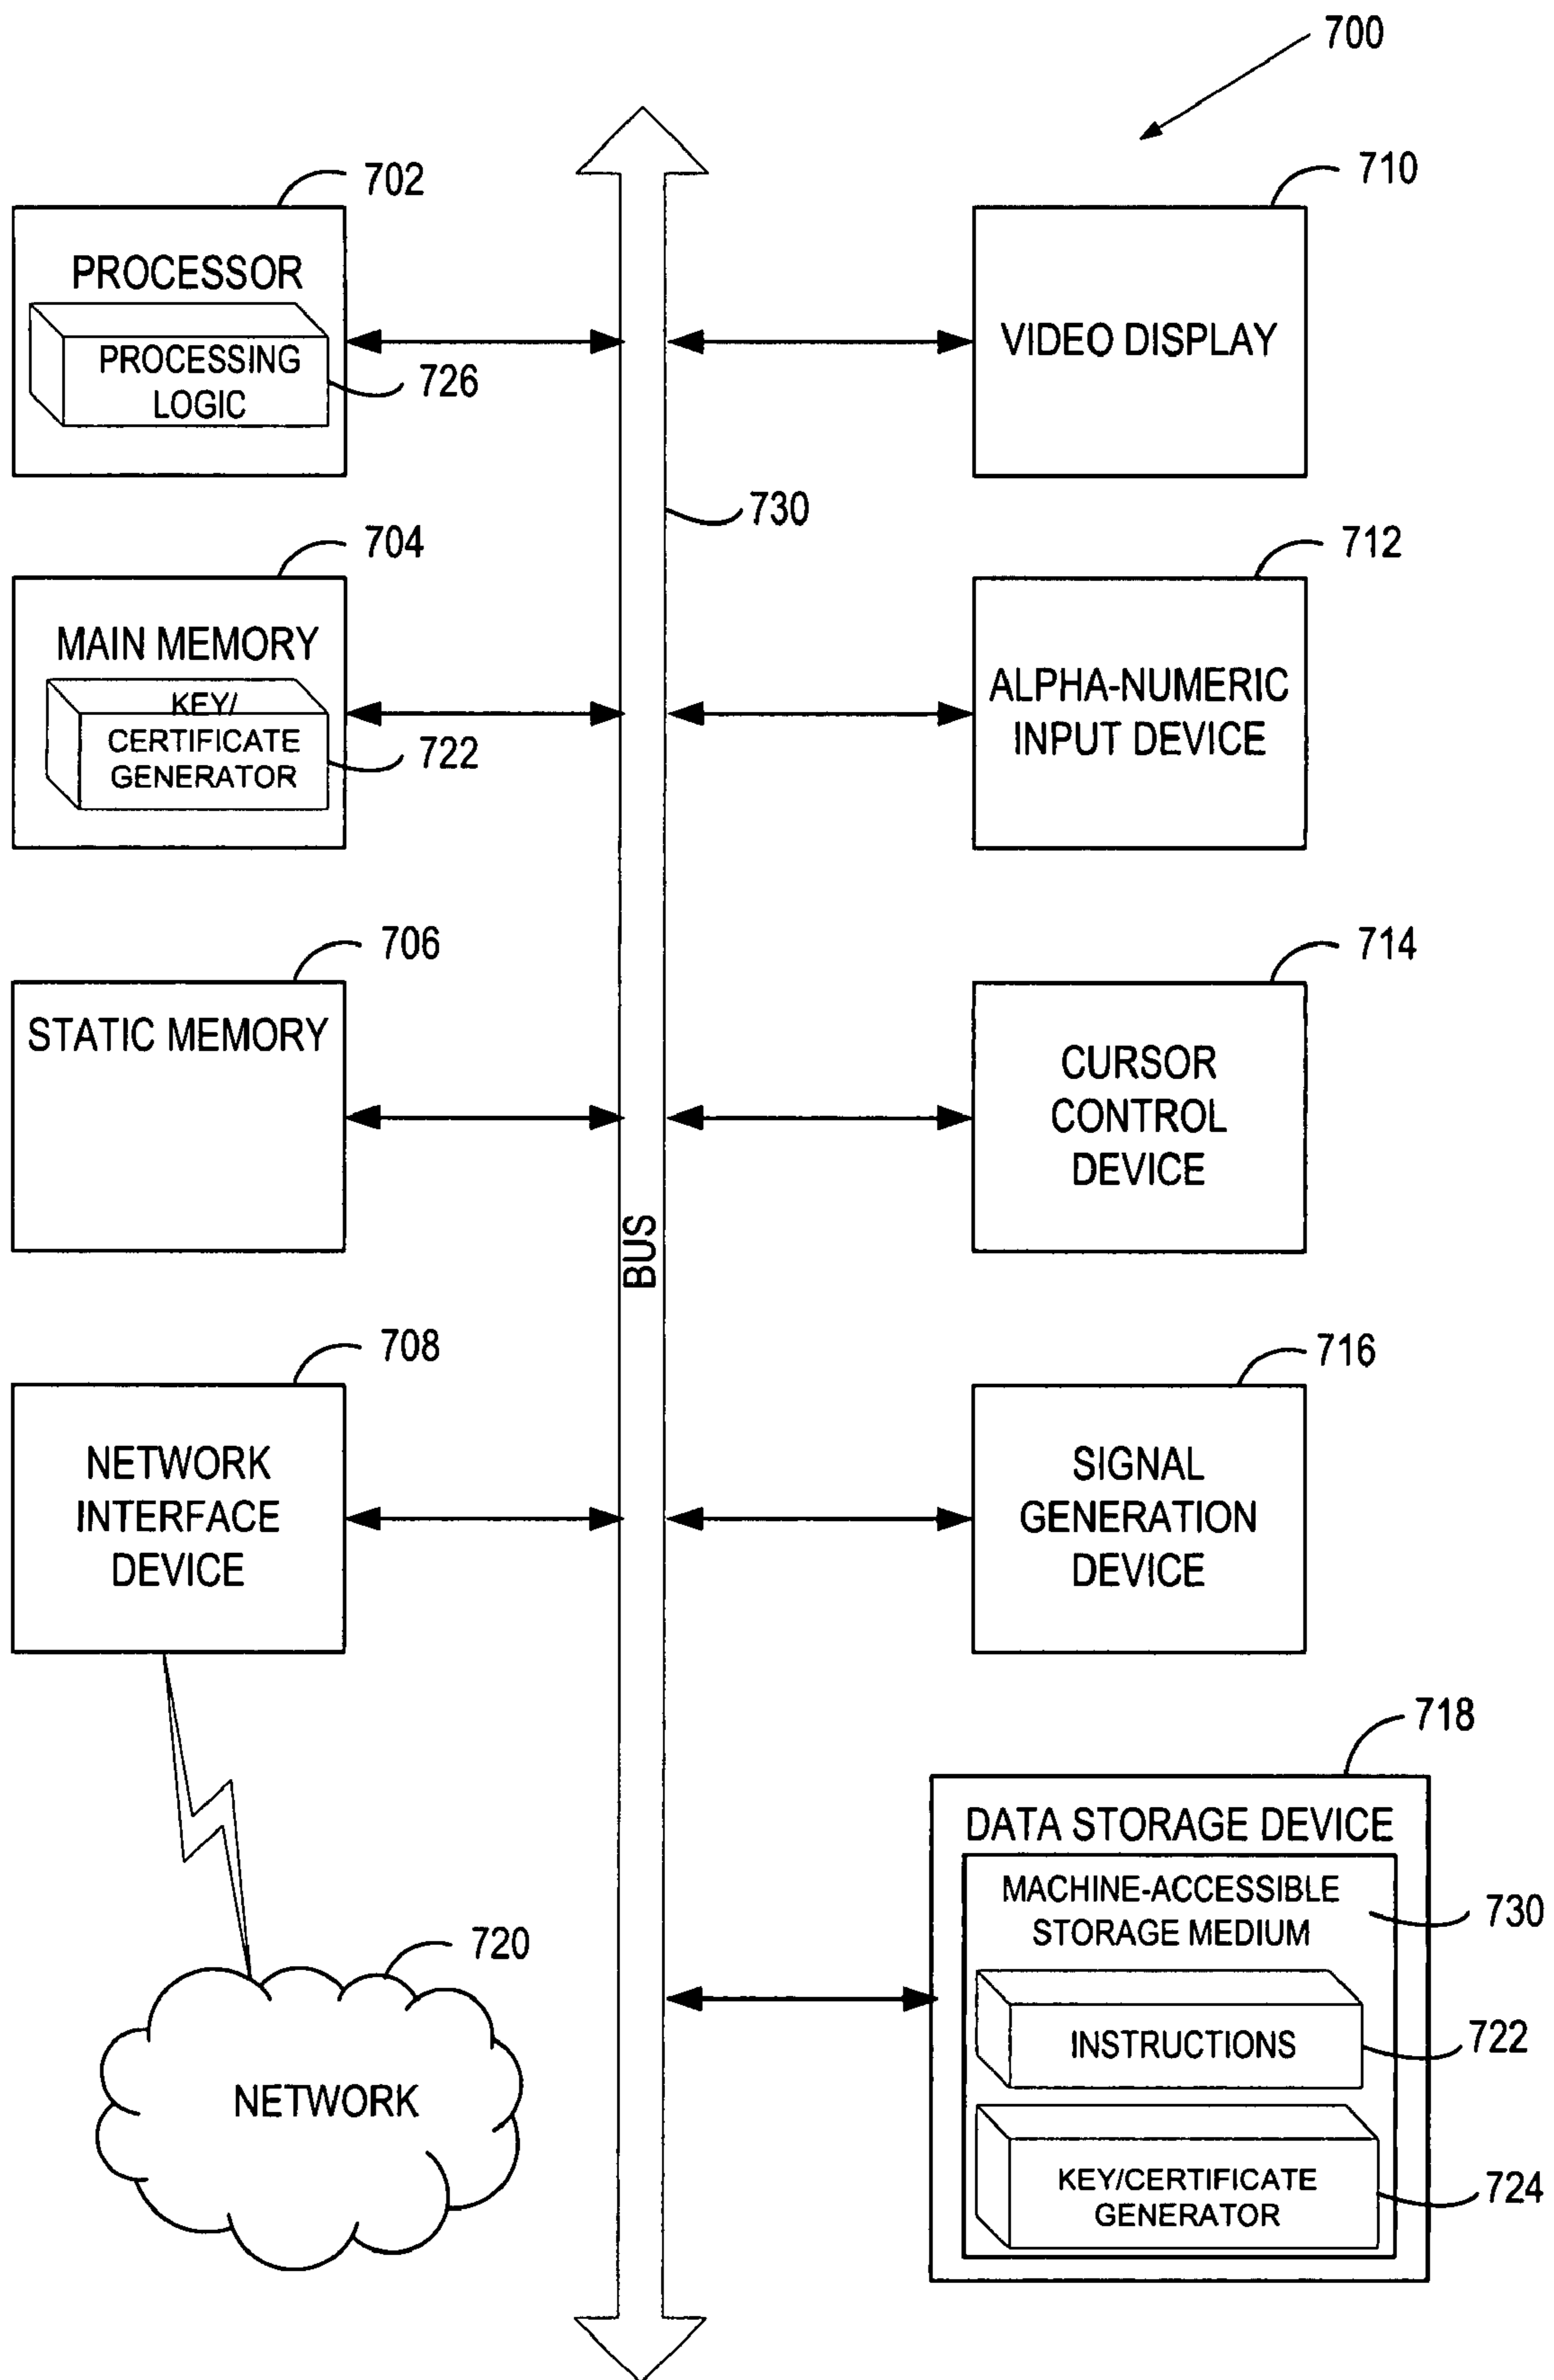 700
702
PROCESSOR
PROCESSING
LOGIC
726
710
VIDEO DISPLAY
730
704
MAIN MEMORY
KEY/
CERTIFICATE
GENERATOR
722
712
ALPHA-NUMERIC
INPUT DEVICE
706
STATIC MEMORY
714
CURSOR
CONTROL
DEVICE
BUS
708
NETWORK
INTERFACE
DEVICE
716
SIGNAL
GENERATION
DEVICE
718
DATA STORAGE DEVICE
MACHINE-ACCESSIBLE
STORAGE MEDIUM
730
INSTRUCTIONS
722
KEY/CERTIFICATE
GENERATOR
724
720
NETWORK